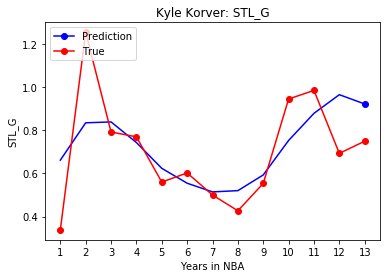 Kyle Korver: STL_G
Prediction
True
STL_G
1.2
1.0
0.8
0.6
0.4
1 2 3 4 5 6 7 8 9 10 11 12 13
Years in NBA